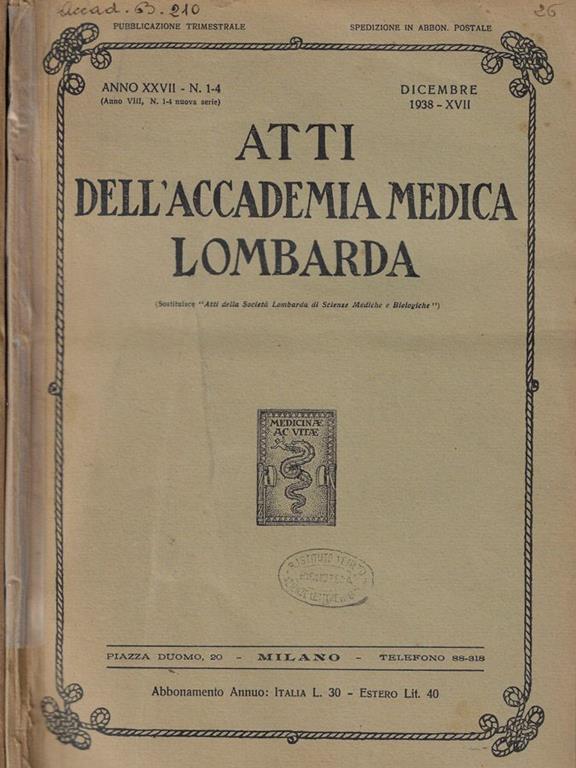 accad. 63. 210
26
PUBBLICAZIONE TRIMESTRALE
SPEDIZIONE IN ABBON. POSTALE
ANNO XXVII - N. 1-4
(Anno VIII, N. 1-4 nuova serie)
DICEMBRE
1938 - XVII
ATTI
DELL'ACCADEMIA MEDICA
LOMBARDA
(Sostituisce "Atti della Società Lombarda di Scienze Mediche e Biologiche")
MEDICINÆ
AC VITÆ
R. ISTITUTO VENETO
PIAZZA DUOMO, 20 - MILANO - TELEFONO 88-318
Abbonamento Annuo: ITALIA L. 30 - ESTERO Lit. 40